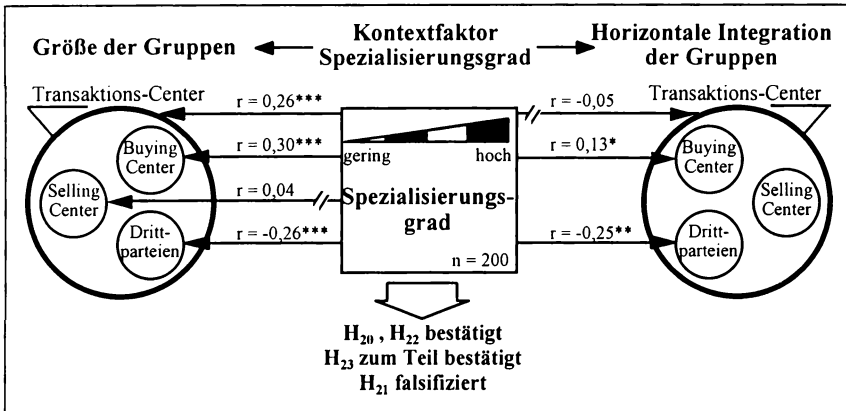 Größe der Gruppen
Kontextfaktor
Spezialisierungsgrad
Horizontale Integration
der Gruppen
Transaktions-Center
r = 0,26***
r = 0,30***
r = 0,04
r = -0,26***
Buying
Center
Selling
Center
Dritt-
parteien
gering
hoch
Spezialisierungs-
grad
n = 200
r = -0,05
r = 0,13*
r = -0,25**
Transaktions-Center
Buying
Center
Selling
Center
Dritt-
parteien
H20 , H22 bestätigt
H23 zum Teil bestätigt
H21 falsifiziert